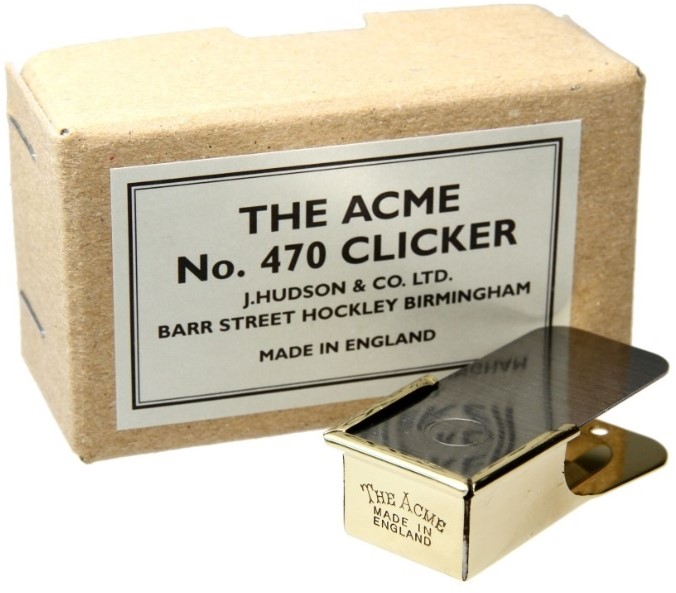 THE ACME
No. 470 CLICKER
J.HUDSON & CO. LTD.
BARR STREET HOCKLEY BIRMINGHAM
MADE IN ENGLAND
THE ACME
MADE IN
ENGLAND